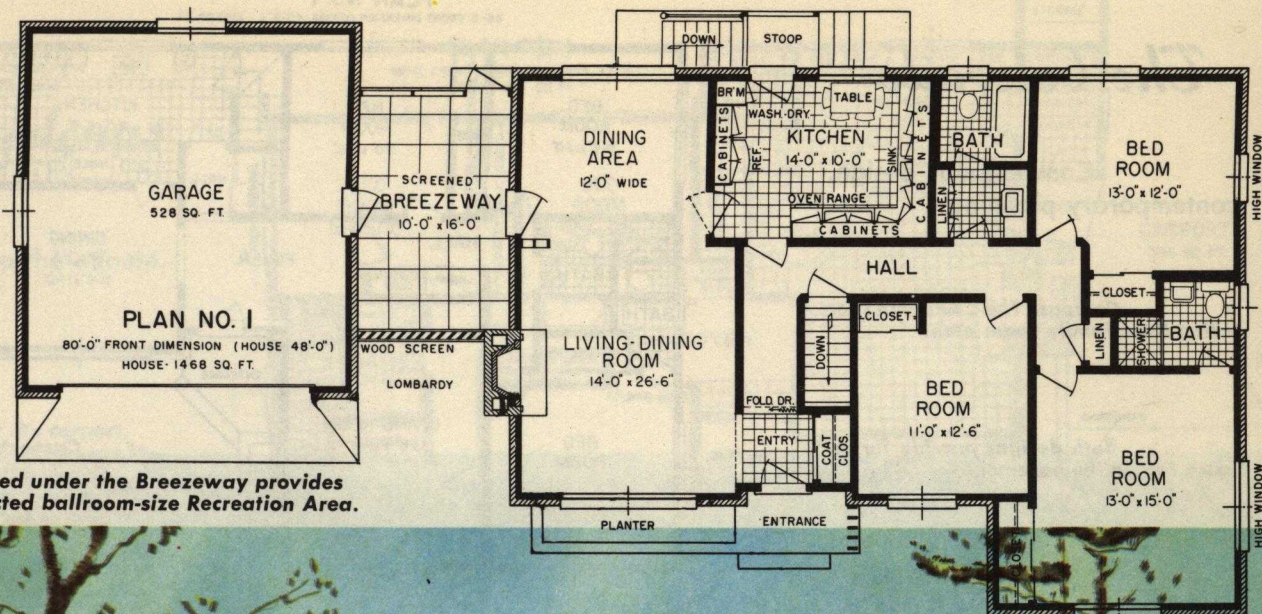 DOWN
STOOP
BR'M
TABLE
WASH-DRY.
CABINETS
REF.
KITCHEN
14'-0" x 10'-0"
SINK
CABINETS
OVEN RANGE
CABINETS
DINING
AREA
12'-0" WIDE
BATH
LINEN
BED
ROOM
13'-0" x 12'-0"
HIGH WINDOW
GARAGE
528 SQ. FT.
SCREENED
BREEZEWAY
10'-0" x 16'-0"
HALL
CLOSET
CLOSET
LINEN
SHOWER
BATH
PLAN NO. 1
80'-0" FRONT DIMENSION (HOUSE 48'-0")
HOUSE - 1468 SQ. FT.
WOOD SCREEN
LOMBARDY
LIVING-DINING
ROOM
14'-0" x 26'-6"
DOWN
FOLD. DR.
ENTRY
COAT
CLOS.
BED
ROOM
11'-0" x 12'-6"
BED
ROOM
13'-0" x 15'-0"
HIGH WINDOW
CLOSET
PLANTER
ENTRANCE
ed under the Breezeway provides
cted ballroom-size Recreation Area.